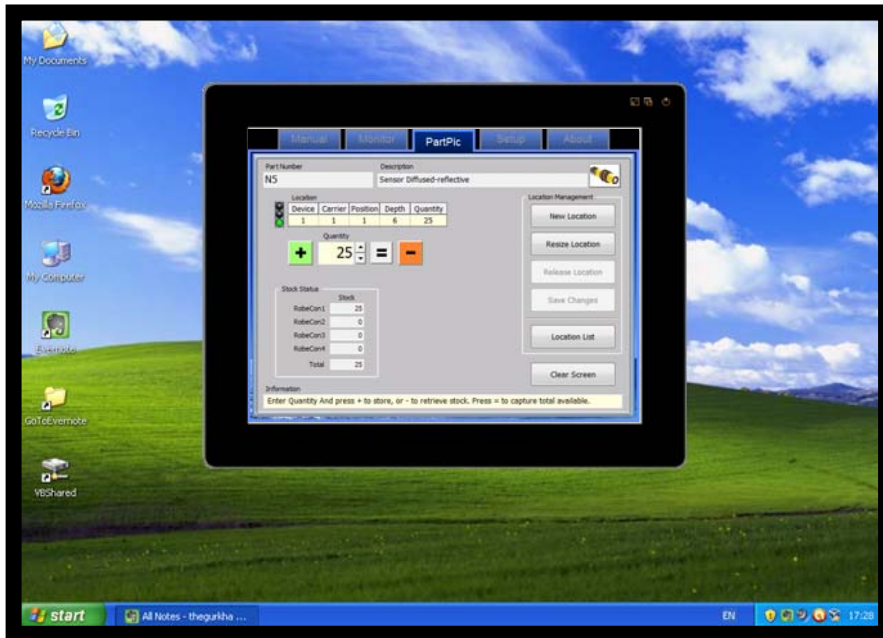 My Documents
Recycle Bin
Mozilla Firefox
My Computer
Evernote
GoToEvernote
VBShared
Manual Monitor PartPic Setup About
Part Number Description
N5 Sensor Diffused-reflective
Location
Device Carrier Position Depth Quantity
1 1 1 6 25
Quantity
+ 25 = -
Stock Status
Stock
RobeCon1 25
RobeCon2 0
RobeCon3 0
RobeCon4 0
Total 25
Location Management
New Location
Resize Location
Release Location
Save Changes
Location List
Clear Screen
Information
Enter Quantity And press + to store, or - to retrieve stock. Press = to capture total available.
start All Notes - thegurkha ... EN 17:28